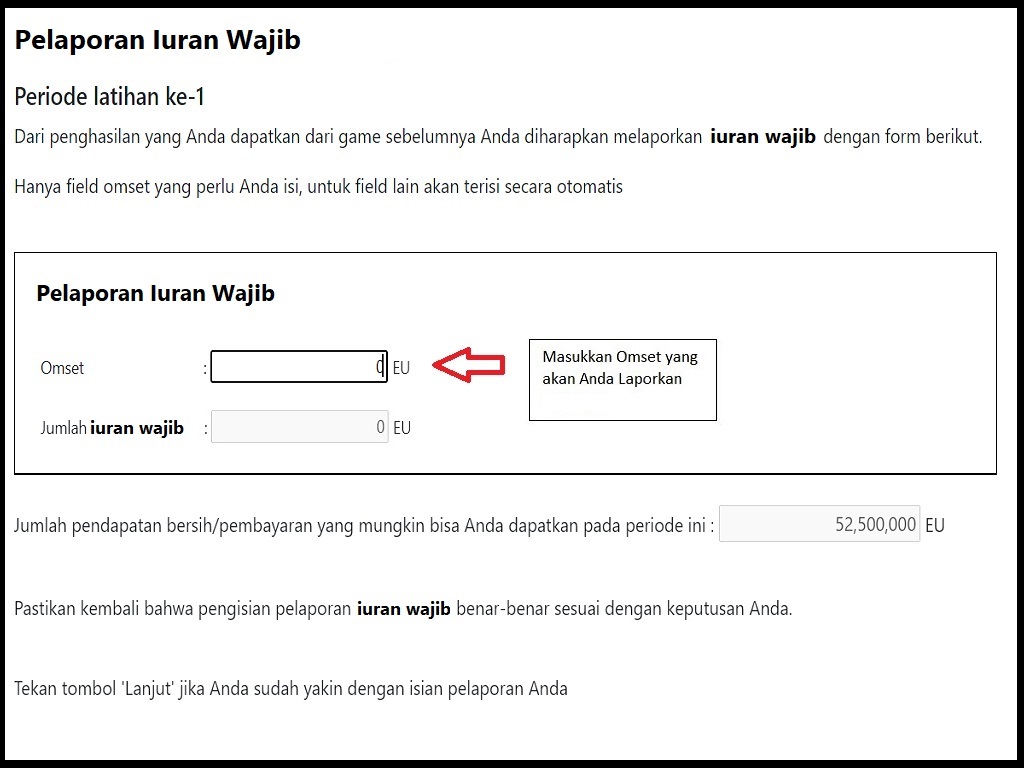 Pelaporan Iuran Wajib
Periode latihan ke-1
Dari penghasilan yang Anda dapatkan dari game sebelumnya Anda diharapkan melaporkan iuran wajib dengan form berikut.
Hanya field omset yang perlu Anda isi, untuk field lain akan terisi secara otomatis
Pelaporan Iuran Wajib
Omset : 0 EU
Masukkan Omset yang
akan Anda Laporkan
Jumlah iuran wajib : 0 EU
Jumlah pendapatan bersih/pembayaran yang mungkin bisa Anda dapatkan pada periode ini : 52,500,000 EU
Pastikan kembali bahwa pengisian pelaporan iuran wajib benar-benar sesuai dengan keputusan Anda.
Tekan tombol 'Lanjut' jika Anda sudah yakin dengan isian pelaporan Anda